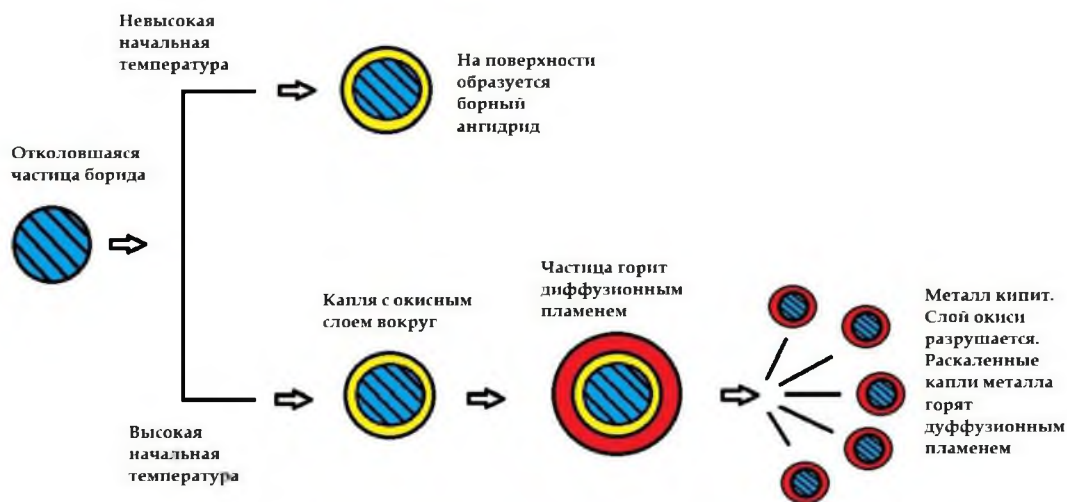 Невысокая
начальная
температура
На поверхности
образуется
борный
ангидрид
Отколовшаяся
частица борида
Капля с окисным
слоем вокруг
Частица горит
диффузионным
пламенем
Металл кипит.
Слой окиси
разрушается.
Раскаленные
капли металла
горят
дуффузионным
пламенем
Высокая
начальная
температура